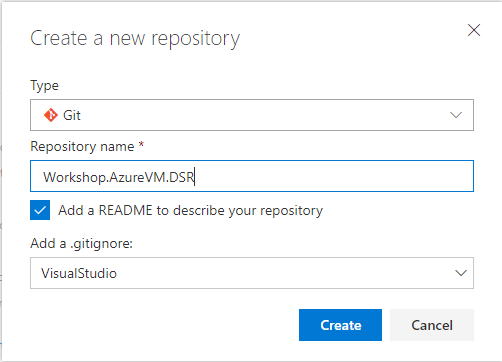 Create a new repository
Type
Git
Repository name *
Workshop.AzureVM.DSR
Add a README to describe your repository
Add a .gitignore:
VisualStudio
Create Cancel